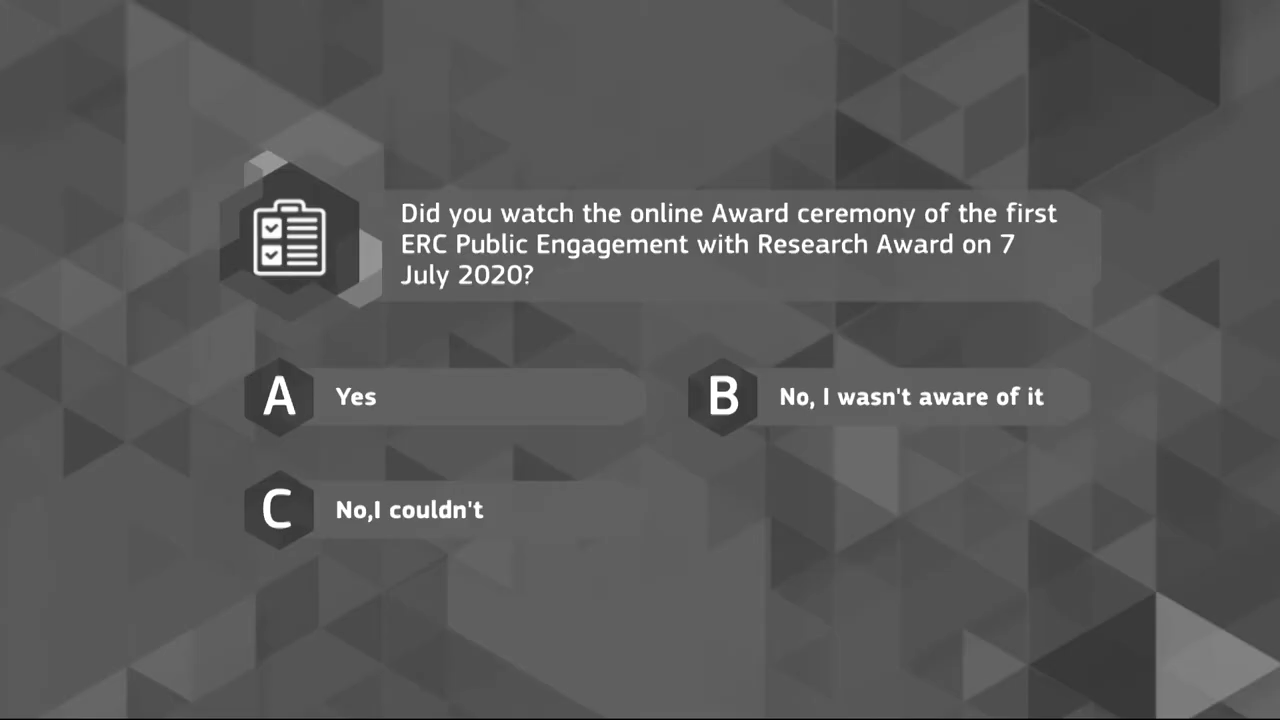 Did you watch the online Award ceremony of the first
ERC Public Engagement with Research Award on 7
July 2020?
A Yes
B No, I wasn't aware of it
C No,I couldn't